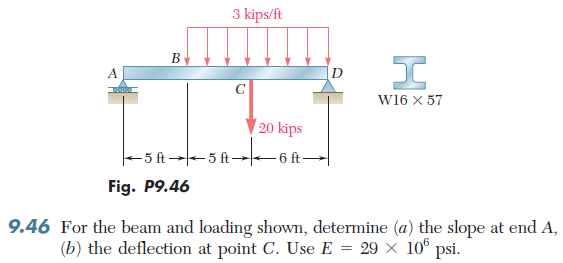 3 kips/ft
B
A
D
C
W16 × 57
20 kips
5 ft
5 ft
6 ft
Fig. P9.46
9.46 For the beam and loading shown, determine (a) the slope at end A,
(b) the deflection at point C. Use E = 29 × 10⁶ psi.